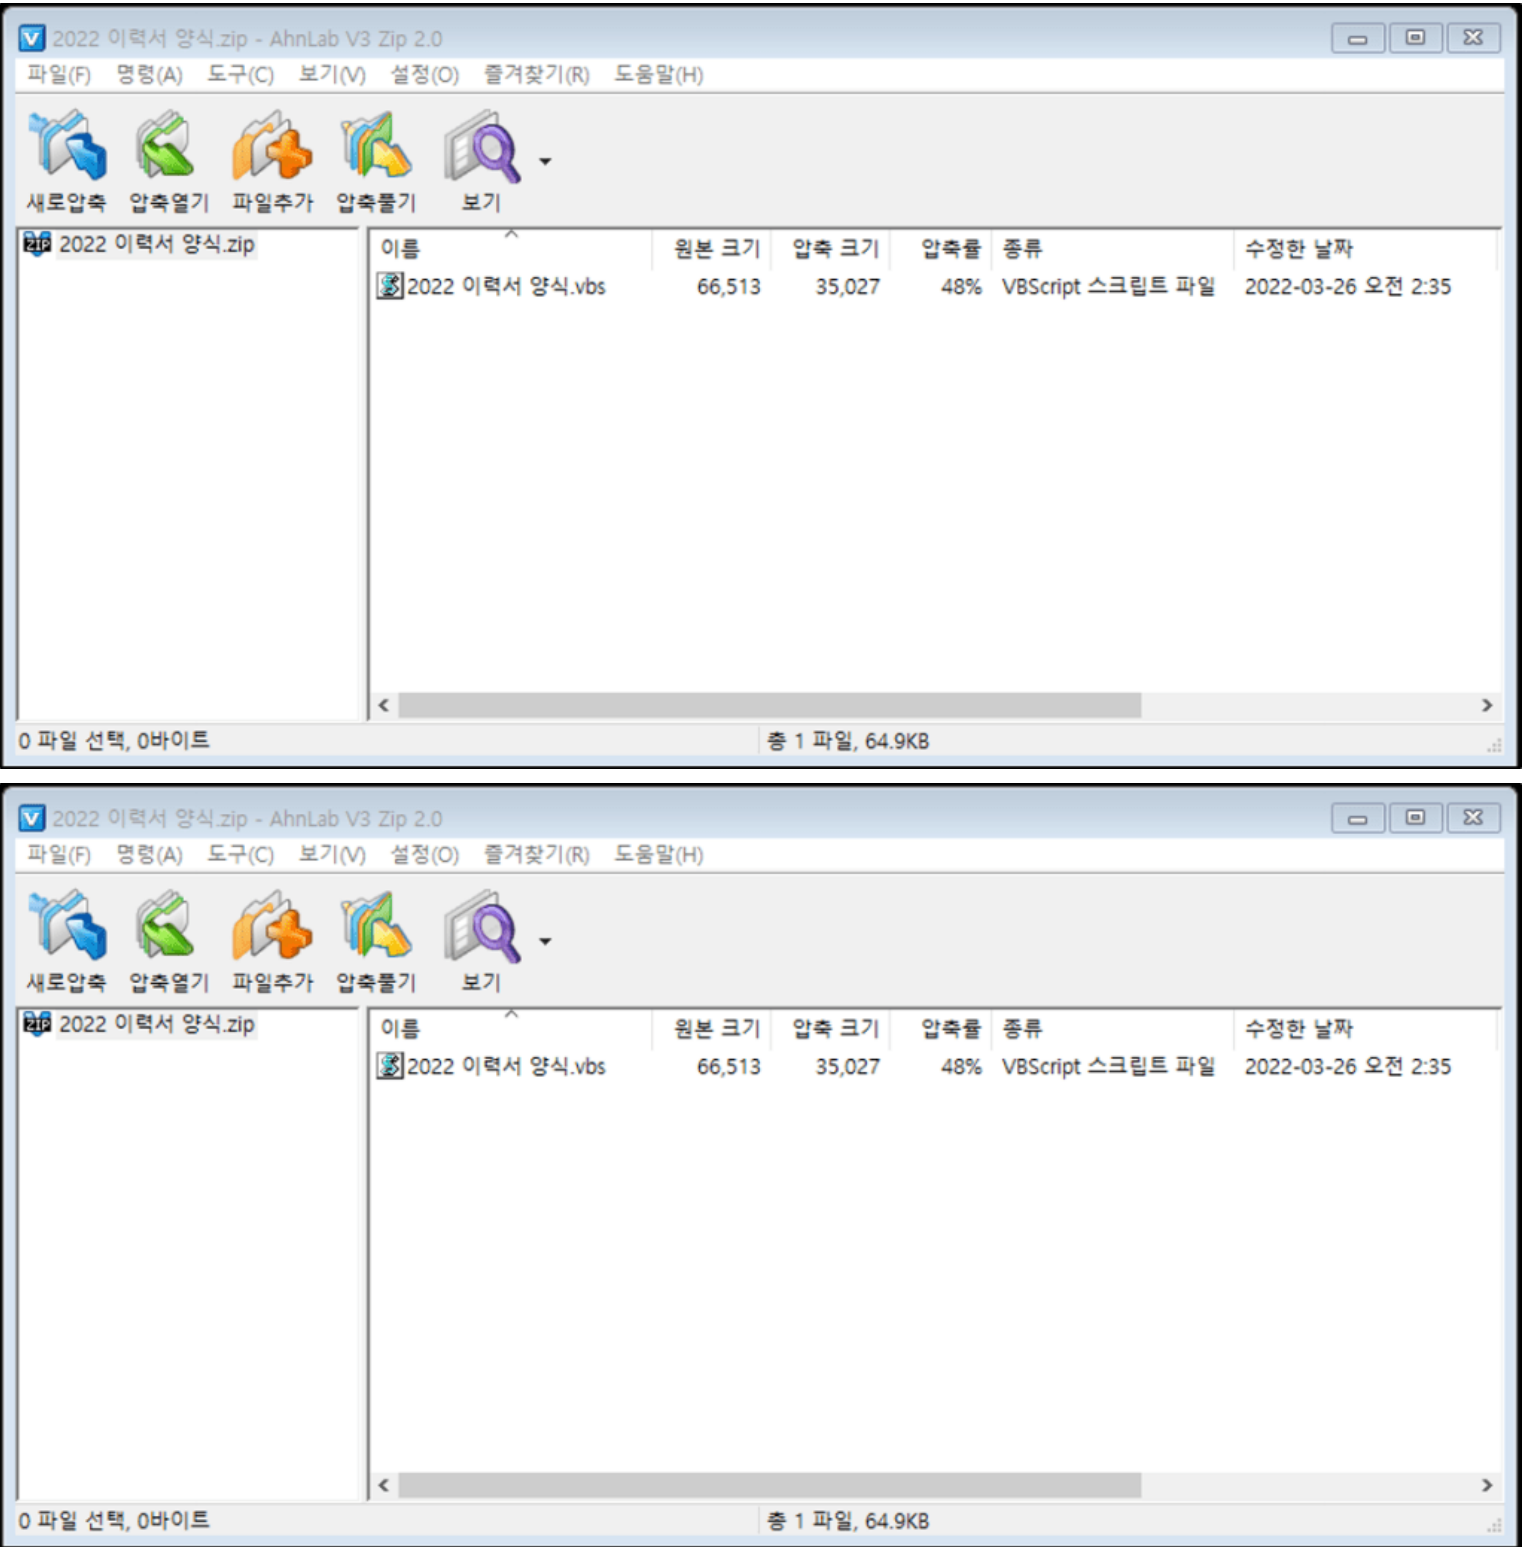 2022 이력서 양식.zip - AhnLab V3 Zip 2.0
파일(F) 명령(A) 도구(C) 보기(V) 설정(O) 즐겨찾기(R) 도움말(H)
새로압축 압축열기 파일추가 압축풀기 보기
ZIP 2022 이력서 양식.zip
이름 원본 크기 압축 크기 압축률 종류 수정한 날짜
2022 이력서 양식.vbs 66,513 35,027 48% VBScript 스크립트 파일 2022-03-26 오전 2:35
0 파일 선택, 0바이트 총 1 파일, 64.9KB
2022 이력서 양식.zip - AhnLab V3 Zip 2.0
파일(F) 명령(A) 도구(C) 보기(V) 설정(O) 즐겨찾기(R) 도움말(H)
새로압축 압축열기 파일추가 압축풀기 보기
ZIP 2022 이력서 양식.zip
이름 원본 크기 압축 크기 압축률 종류 수정한 날짜
2022 이력서 양식.vbs 66,513 35,027 48% VBScript 스크립트 파일 2022-03-26 오전 2:35
0 파일 선택, 0바이트 총 1 파일, 64.9KB